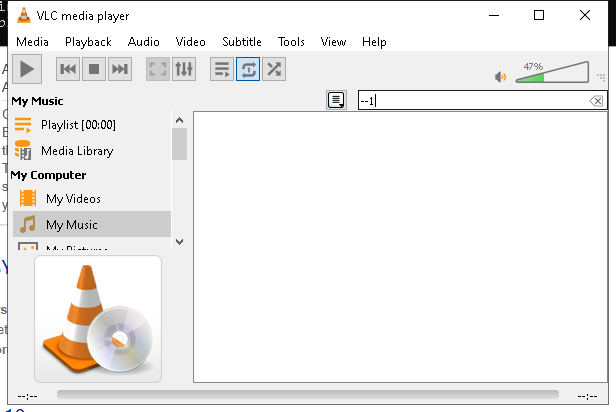 VLC media player
Media Playback Audio Video Subtitle Tools View Help
47%
My Music
--1
Playlist [00:00]
Media Library
My Computer
My Videos
My Music
My Pictures
--:-- --:--